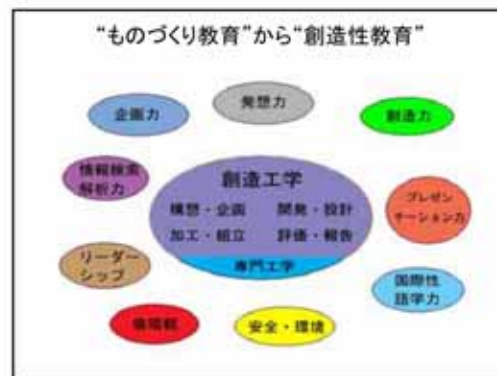 “ものづくり教育”から“創造性教育”
発想力
企画力
創造力
情報検索
解析力
創造工学
構想・企画 開発・設計
加工・組立 評価・報告
専門工学
プレゼン
テーション力
リーダー
シップ
国際性
語学力
倫理観
安全・環境